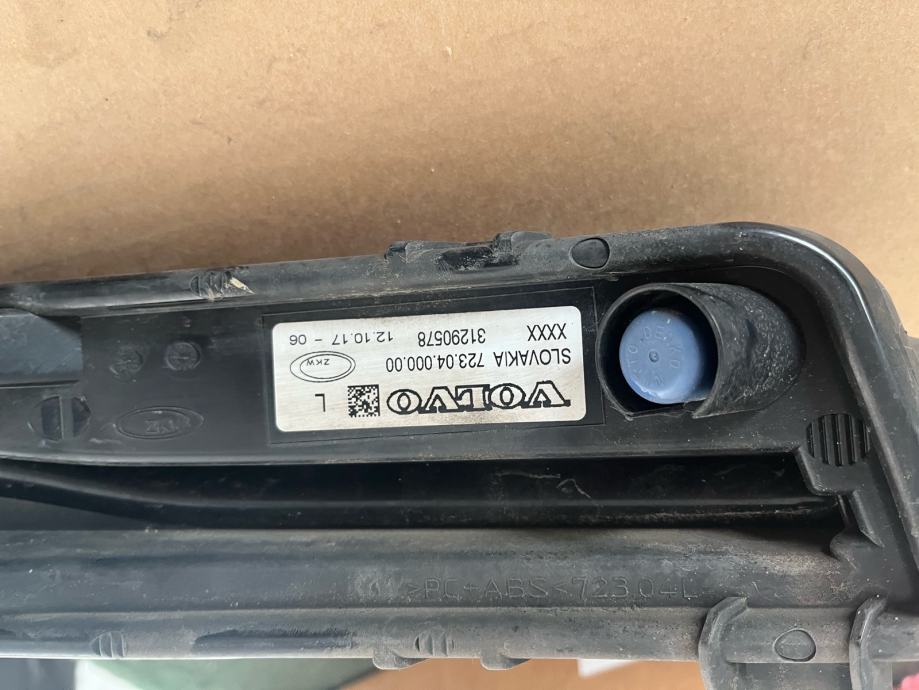 VOLVO
L
SLOVAKIA 723.04.000.00
ZKW
XXXX 31290578 12.10.17 - 06
ZKW
>PC+ABS<723.04L